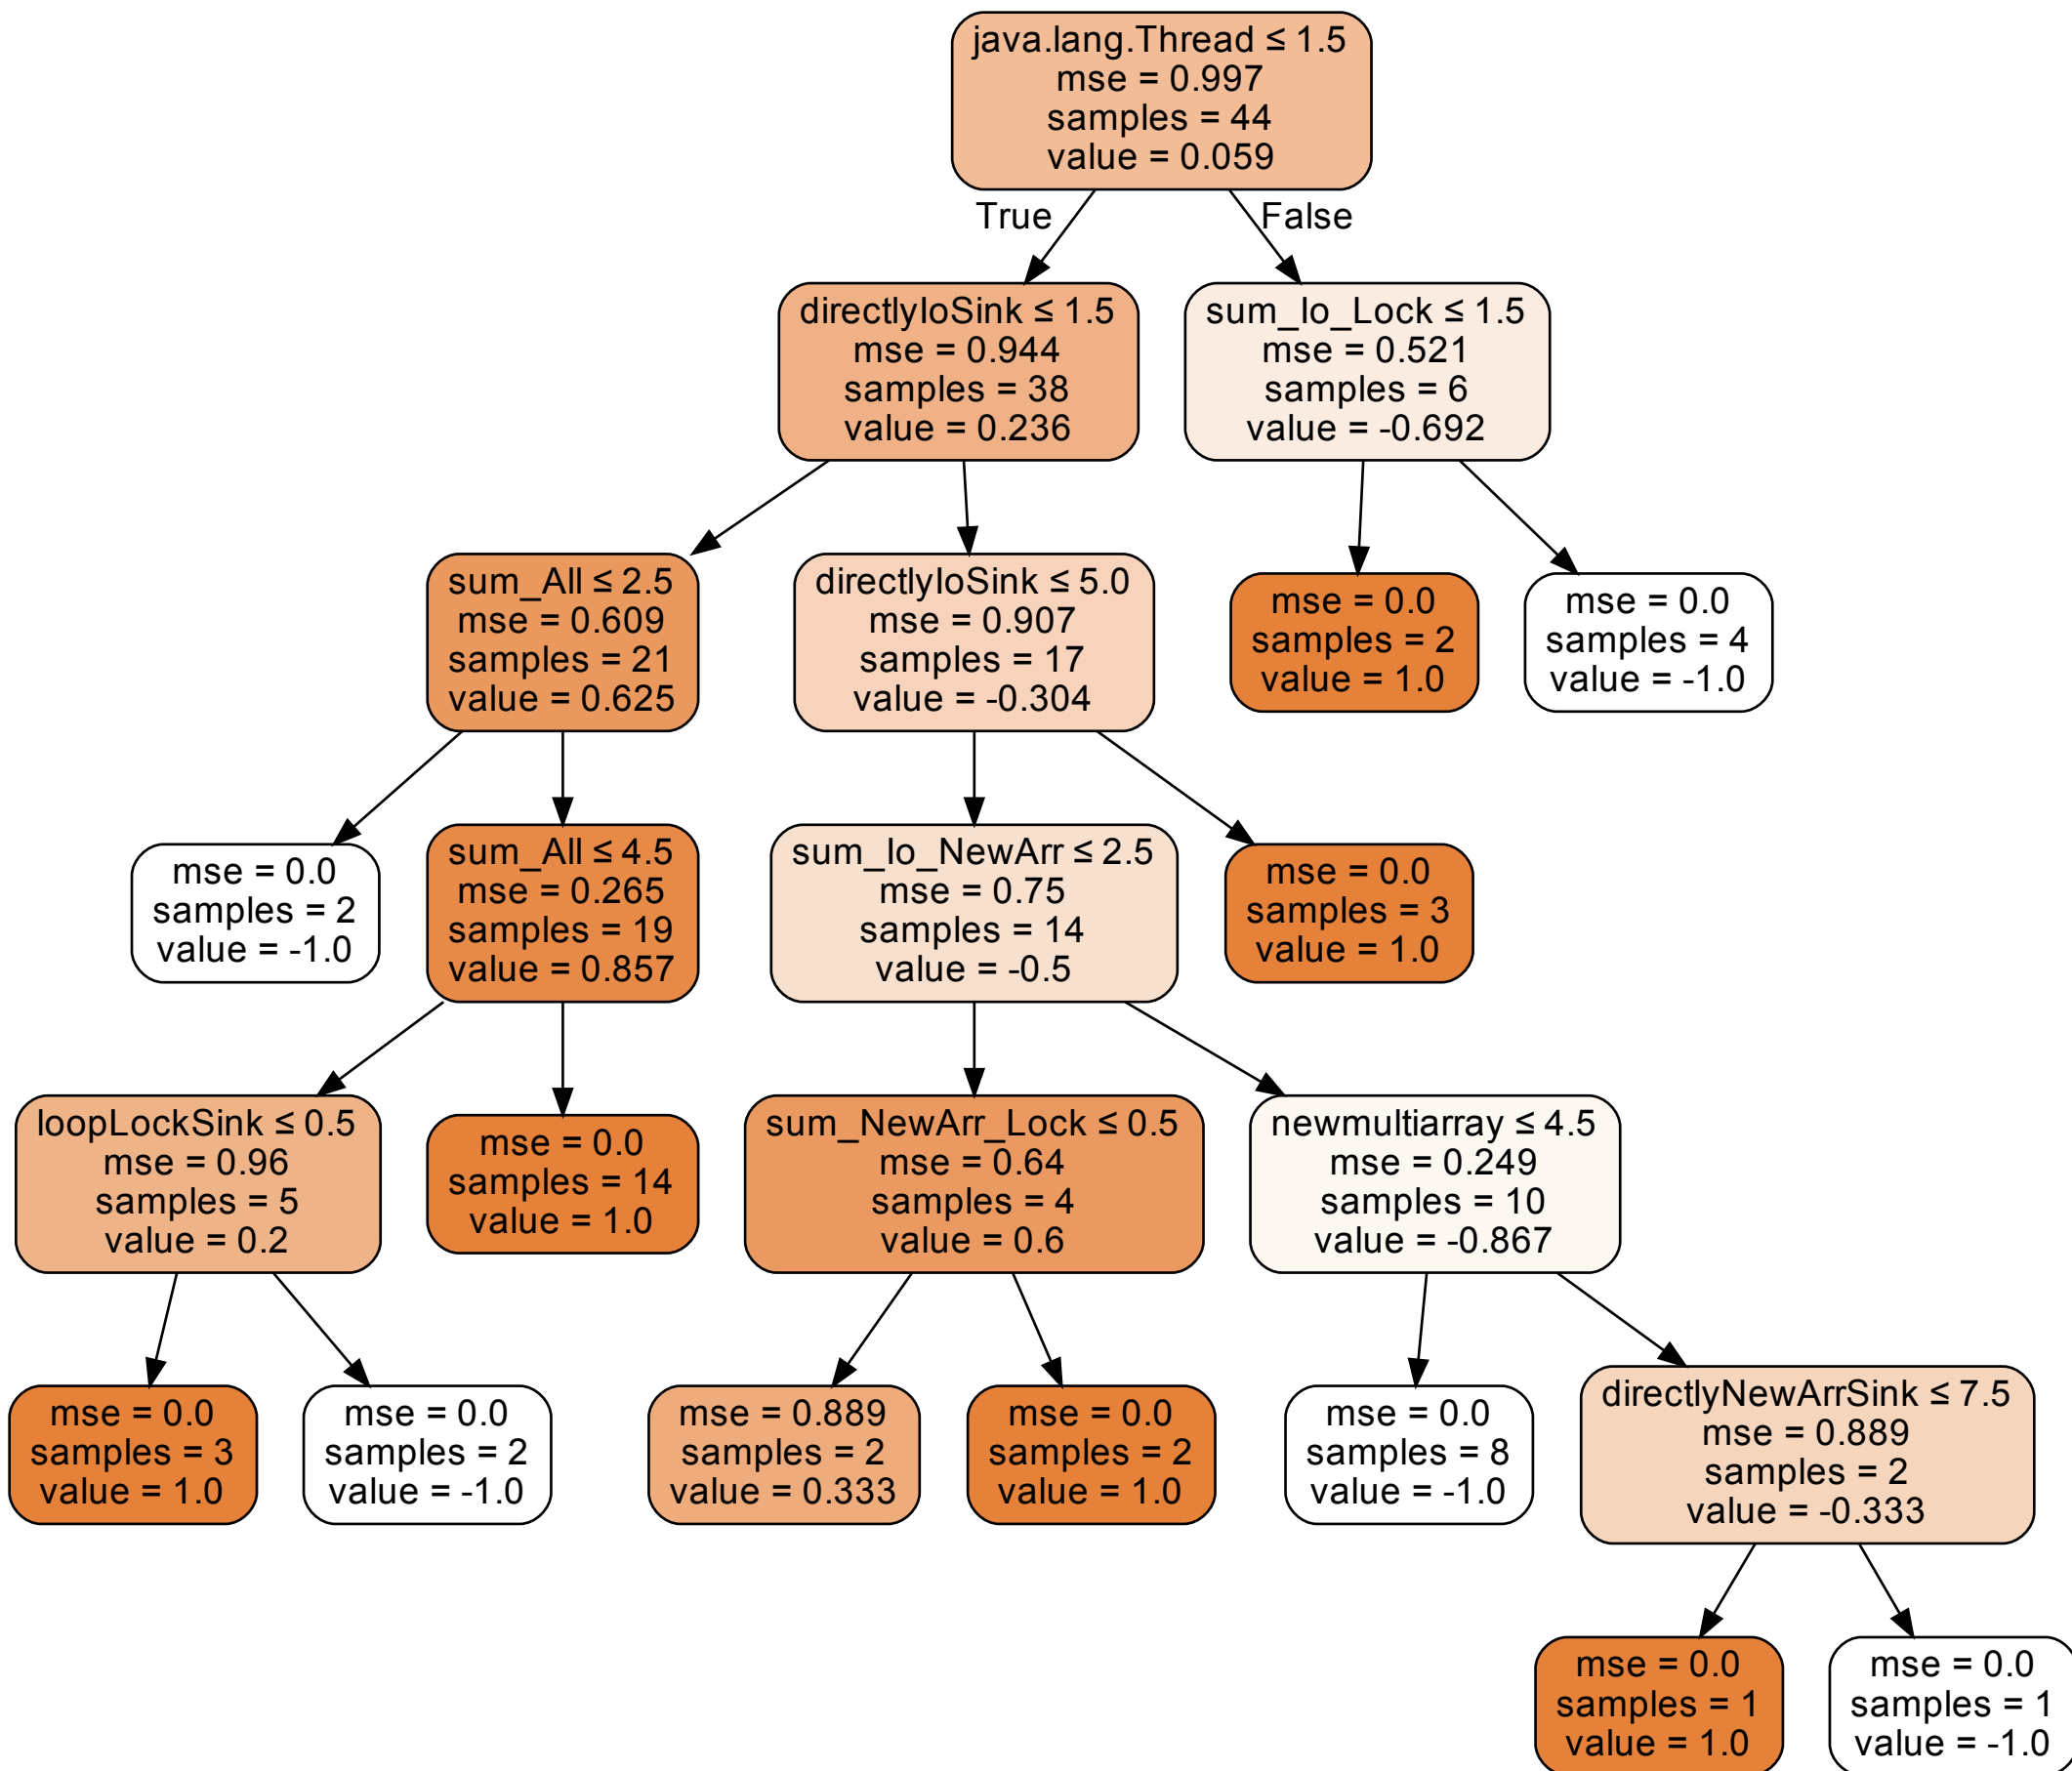 java.lang.Thread ≤ 1.5
mse = 0.997
samples = 44
value = 0.059
True
False
directlyIoSink ≤ 1.5
mse = 0.944
samples = 38
value = 0.236
sum_Io_Lock ≤ 1.5
mse = 0.521
samples = 6
value = -0.692
sum_All ≤ 2.5
mse = 0.609
samples = 21
value = 0.625
directlyIoSink ≤ 5.0
mse = 0.907
samples = 17
value = -0.304
mse = 0.0
samples = 2
value = 1.0
mse = 0.0
samples = 4
value = -1.0
mse = 0.0
samples = 2
value = -1.0
sum_All ≤ 4.5
mse = 0.265
samples = 19
value = 0.857
sum_Io_NewArr ≤ 2.5
mse = 0.75
samples = 14
value = -0.5
mse = 0.0
samples = 3
value = 1.0
loopLockSink ≤ 0.5
mse = 0.96
samples = 5
value = 0.2
mse = 0.0
samples = 14
value = 1.0
sum_NewArr_Lock ≤ 0.5
mse = 0.64
samples = 4
value = 0.6
newmultiarray ≤ 4.5
mse = 0.249
samples = 10
value = -0.867
mse = 0.0
samples = 3
value = 1.0
mse = 0.0
samples = 2
value = -1.0
mse = 0.889
samples = 2
value = 0.333
mse = 0.0
samples = 2
value = 1.0
mse = 0.0
samples = 8
value = -1.0
directlyNewArrSink ≤ 7.5
mse = 0.889
samples = 2
value = -0.333
mse = 0.0
samples = 1
value = 1.0
mse = 0.0
samples = 1
value = -1.0